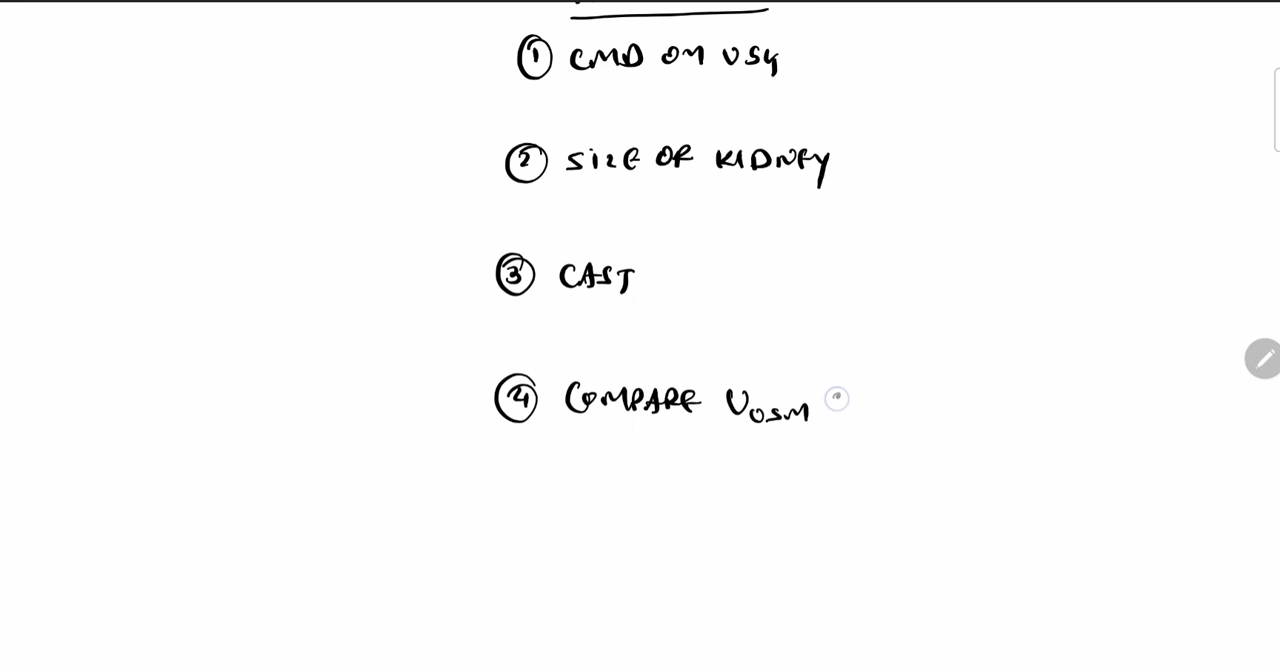 ① CMD ON USG
② SIZE OF KIDNEY
③ CAST
④ COMPARE UOSM